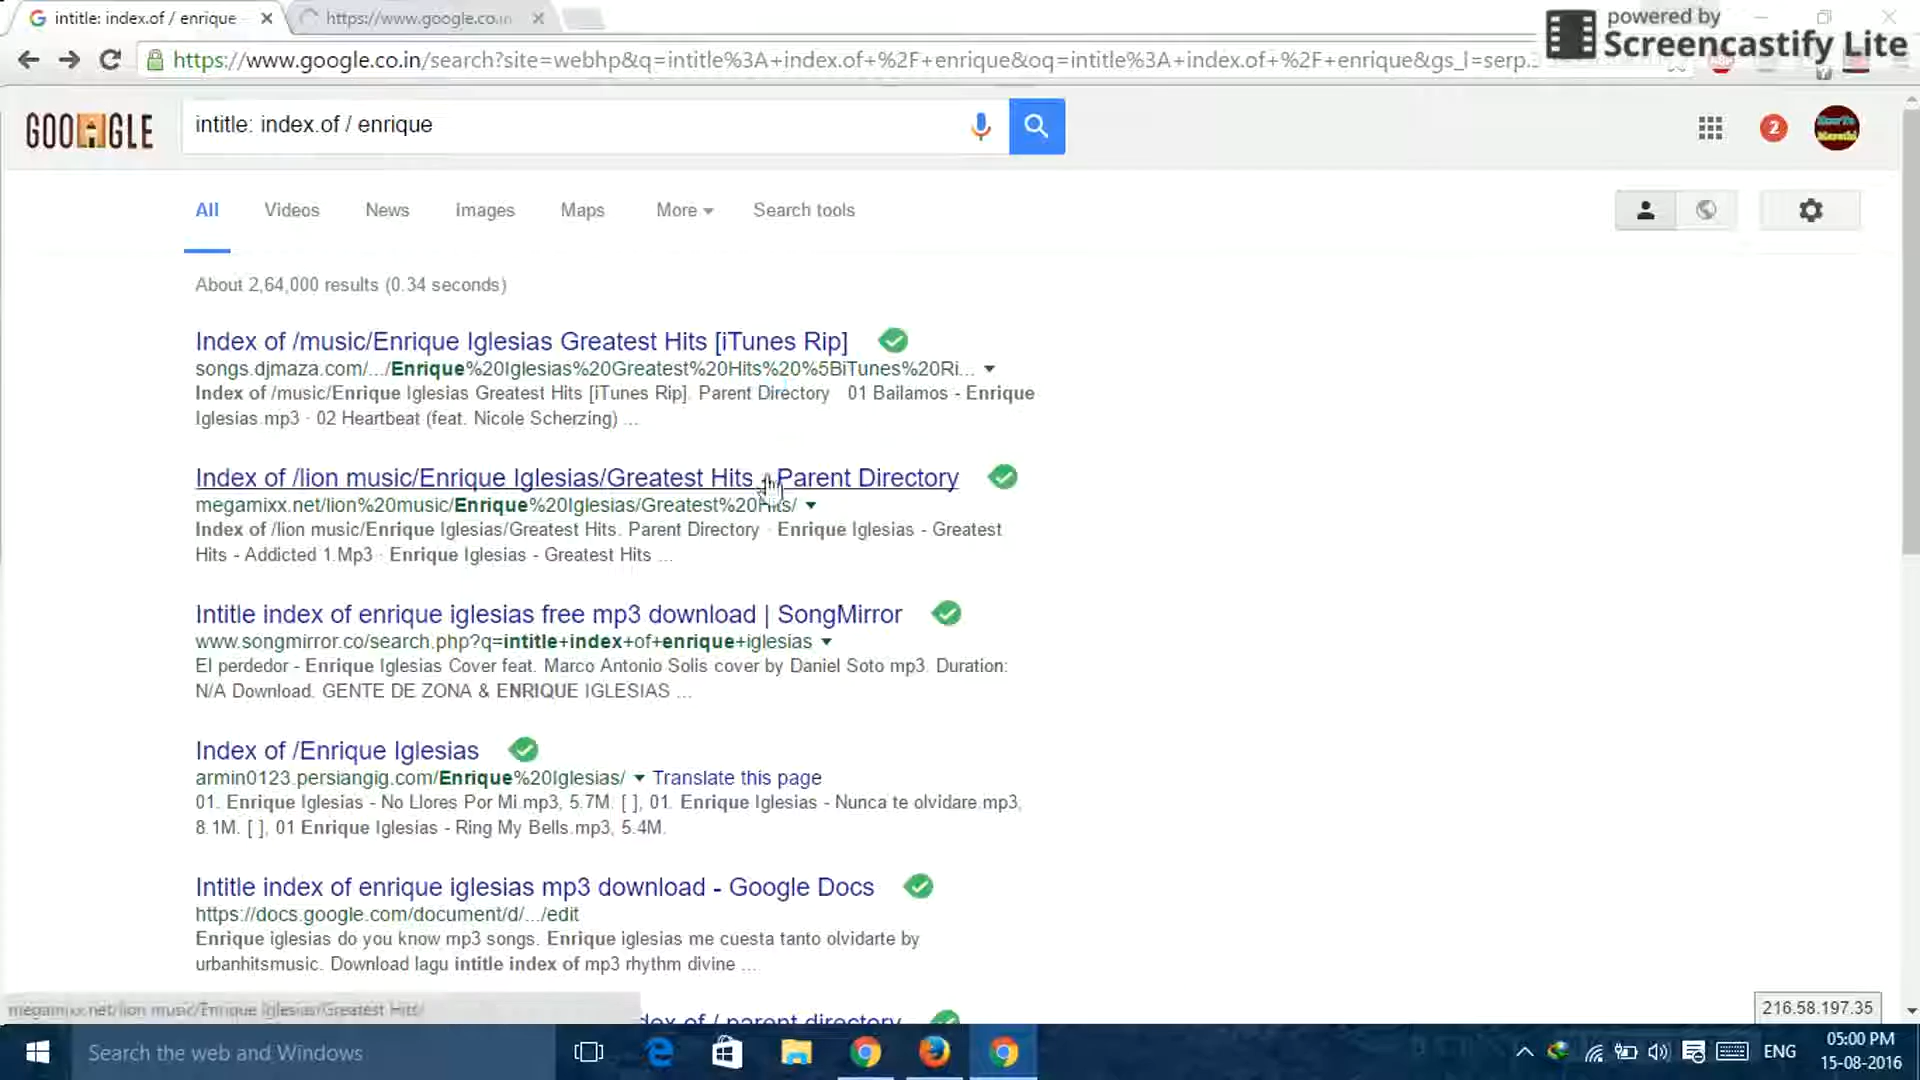 intitle: index.of / enrique
https://www.google.co.in
powered by
Screencastify Lite
https://www.google.co.in/search?site=webhp&q=intitle%3A+index.of+%2F+enrique&oq=intitle%3A+index.of+%2F+enrique&gs_l=serp.
GOOGLE
intitle: index.of / enrique
2
All Videos News Images Maps More Search tools
About 2,64,000 results (0.34 seconds)
Index of /music/Enrique Iglesias Greatest Hits [iTunes Rip]
songs.djmaza.com/.../Enrique%20Iglesias%20Greatest%20Hits%20%5BiTunes%20Ri...
Index of /music/Enrique Iglesias Greatest Hits [iTunes Rip]. Parent Directory 01 Bailamos - Enrique
Iglesias.mp3 · 02 Heartbeat (feat. Nicole Scherzing) ...
Index of /lion music/Enrique Iglesias/Greatest Hits - Parent Directory
megamixx.net/lion%20music/Enrique%20Iglesias/Greatest%20Hits/
Index of /lion music/Enrique Iglesias/Greatest Hits. Parent Directory · Enrique Iglesias - Greatest
Hits - Addicted 1.Mp3 · Enrique Iglesias - Greatest Hits ...
Intitle index of enrique iglesias free mp3 download | SongMirror
www.songmirror.co/search.php?q=intitle+index+of+enrique+iglesias
El perdedor - Enrique Iglesias Cover feat. Marco Antonio Solis cover by Daniel Soto mp3. Duration:
N/A Download. GENTE DE ZONA & ENRIQUE IGLESIAS ...
Index of /Enrique Iglesias
armin0123.persiangig.com/Enrique%20Iglesias/ Translate this page
01. Enrique Iglesias - No Llores Por Mi.mp3, 5.7M. [ ], 01. Enrique Iglesias - Nunca te olvidare.mp3,
8.1M. [ ], 01 Enrique Iglesias - Ring My Bells.mp3, 5.4M.
Intitle index of enrique iglesias mp3 download - Google Docs
https://docs.google.com/document/d/.../edit
Enrique iglesias do you know mp3 songs. Enrique iglesias me cuesta tanto olvidarte by
urbanhitsmusic. Download lagu intitle index of mp3 rhythm divine ...
megamixx.net/lion music/Enrique Iglesias/Greatest Hits/
of / parent directory
216.58.197.35
Search the web and Windows
ENG
05:00 PM
15-08-2016